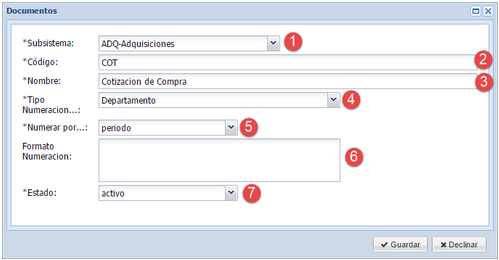 Documentos
*Subsistema: ADQ-Adquisiciones 1
*Código: COT 2
*Nombre: Cotizacion de Compra 3
*Tipo Numeracion...: Departamento 4
*Numerar por...: periodo 5
Formato Numeracion: 6
*Estado: activo 7
Guardar Declinar